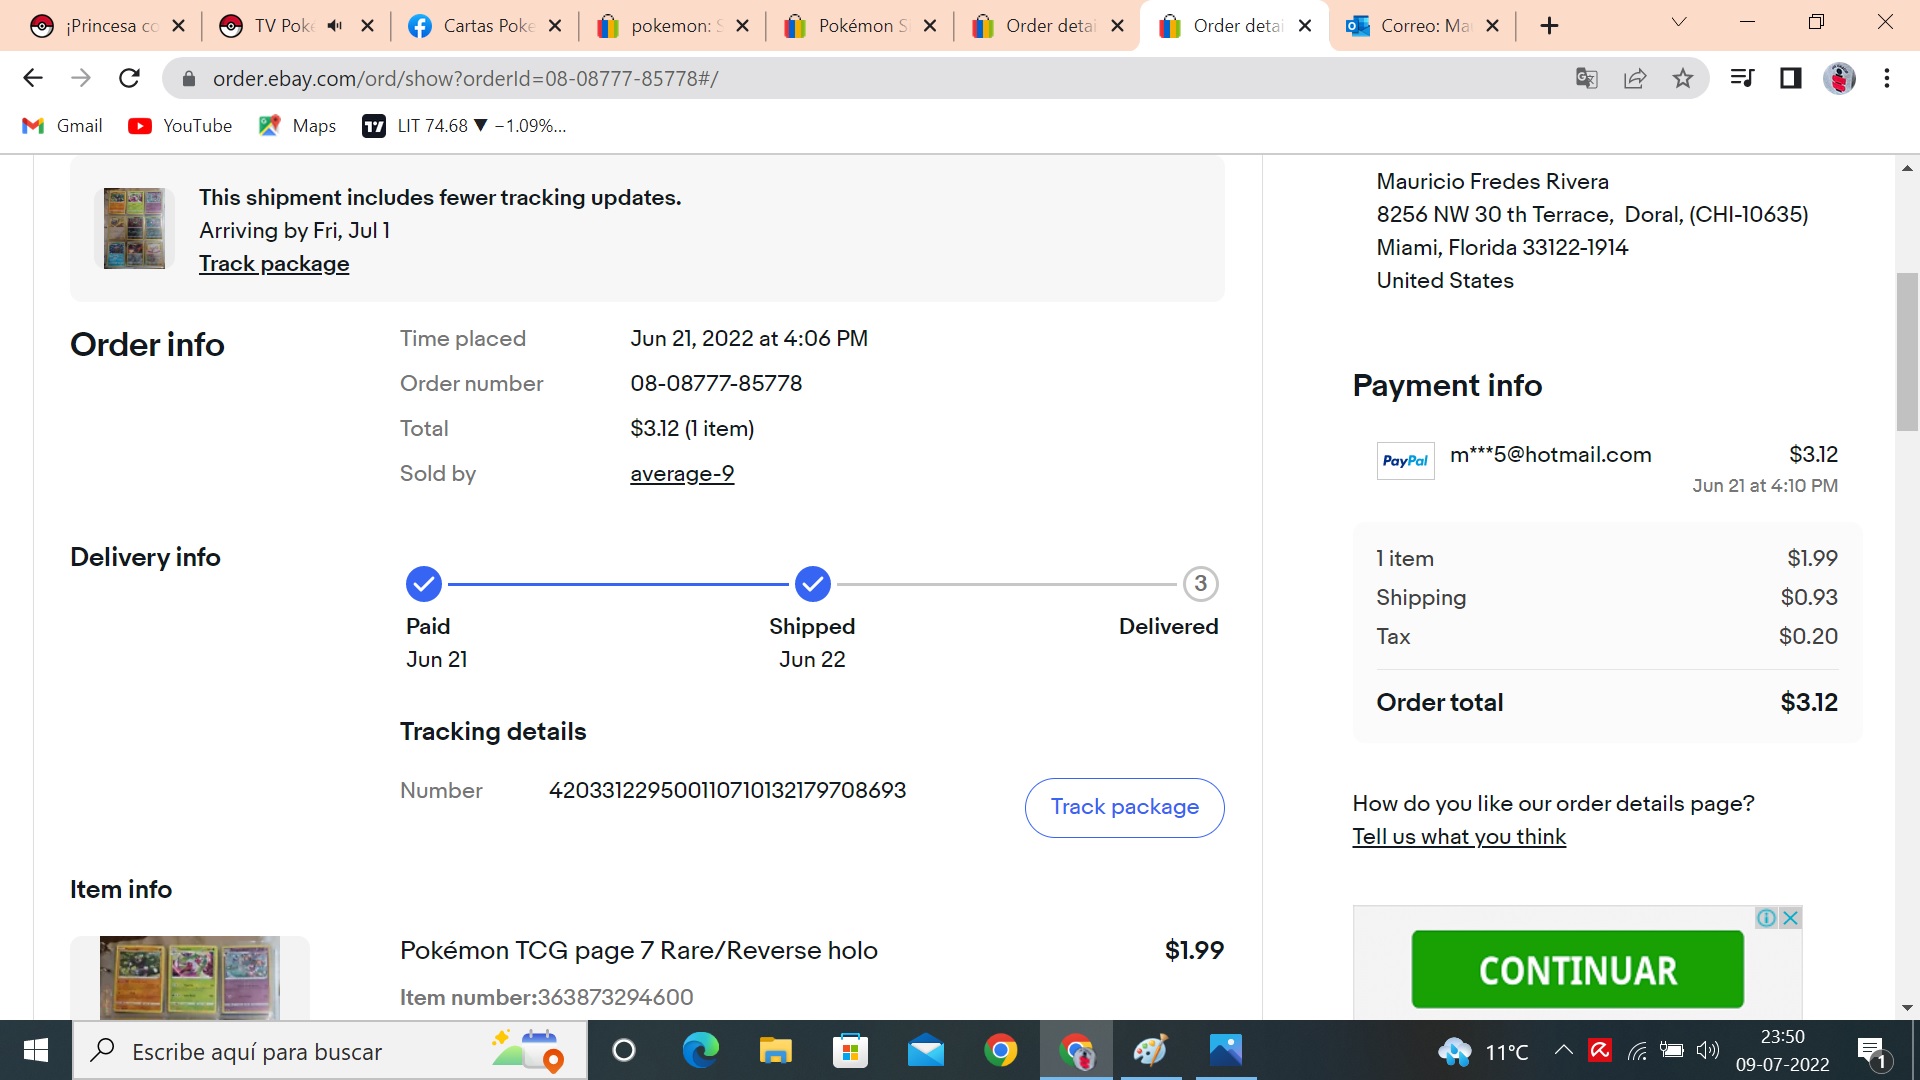 ¡Princesa co
TV Poké
Cartas Poke
pokemon: S
Pokémon Si
Order detai
Order detai
Correo: Mau
order.ebay.com/ord/show?orderId=08-08777-85778#/
Gmail
YouTube
Maps
LIT 74.68 ▼ −1.09%...
This shipment includes fewer tracking updates.
Arriving by Fri, Jul 1
Track package
Order info
Time placed Jun 21, 2022 at 4:06 PM
Order number 08-08777-85778
Total $3.12 (1 item)
Sold by average-9
Delivery info
3
Paid Shipped Delivered
Jun 21 Jun 22
Tracking details
Number 420331229500110710132179708693
Track package
Item info
Pokémon TCG page 7 Rare/Reverse holo $1.99
Item number:363873294600
Mauricio Fredes Rivera
8256 NW 30 th Terrace, Doral, (CHI-10635)
Miami, Florida 33122-1914
United States
Payment info
PayPal m***5@hotmail.com $3.12
Jun 21 at 4:10 PM
1 item $1.99
Shipping $0.93
Tax $0.20
Order total $3.12
How do you like our order details page?
Tell us what you think
CONTINUAR
Escribe aquí para buscar
11°C
23:50
09-07-2022
1